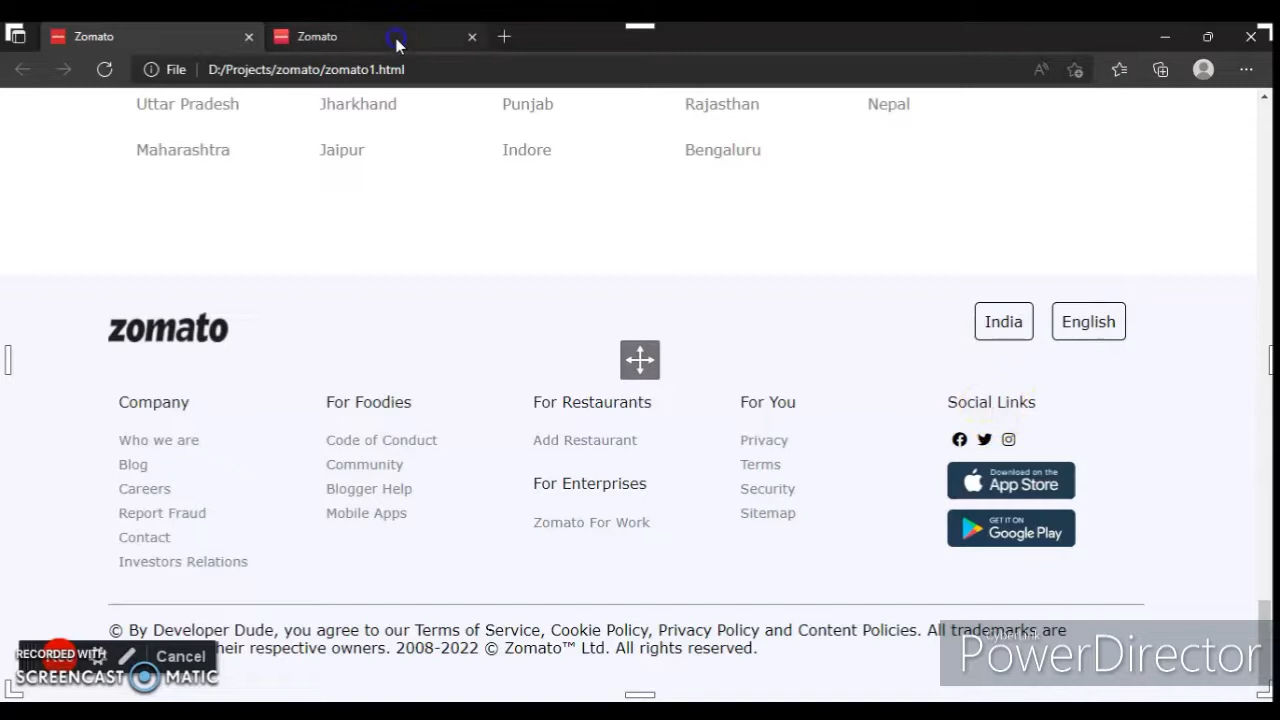 Zomato
Zomato
File D:/Projects/zomato/zomato1.html
Uttar Pradesh Jharkhand Punjab Rajasthan Nepal
Maharashtra Jaipur Indore Bengaluru
zomato
India English
Company For Foodies For Restaurants For You Social Links
Who we are Code of Conduct Add Restaurant Privacy
Blog Community Terms
Download on the
App Store
For Enterprises
Careers Blogger Help Security
Report Fraud Mobile Apps Zomato For Work Sitemap
GET IT ON
Google Play
Contact
Investors Relations
© By Developer Dude, you agree to our Terms of Service, Cookie Policy, Privacy Policy and Content Policies. All trademarks are
heir respective owners. 2008-2022 © Zomato™ Ltd. All rights reserved.
RECORDED WITH
SCREENCAST MATIC
Cancel
CyberLink
PowerDirector